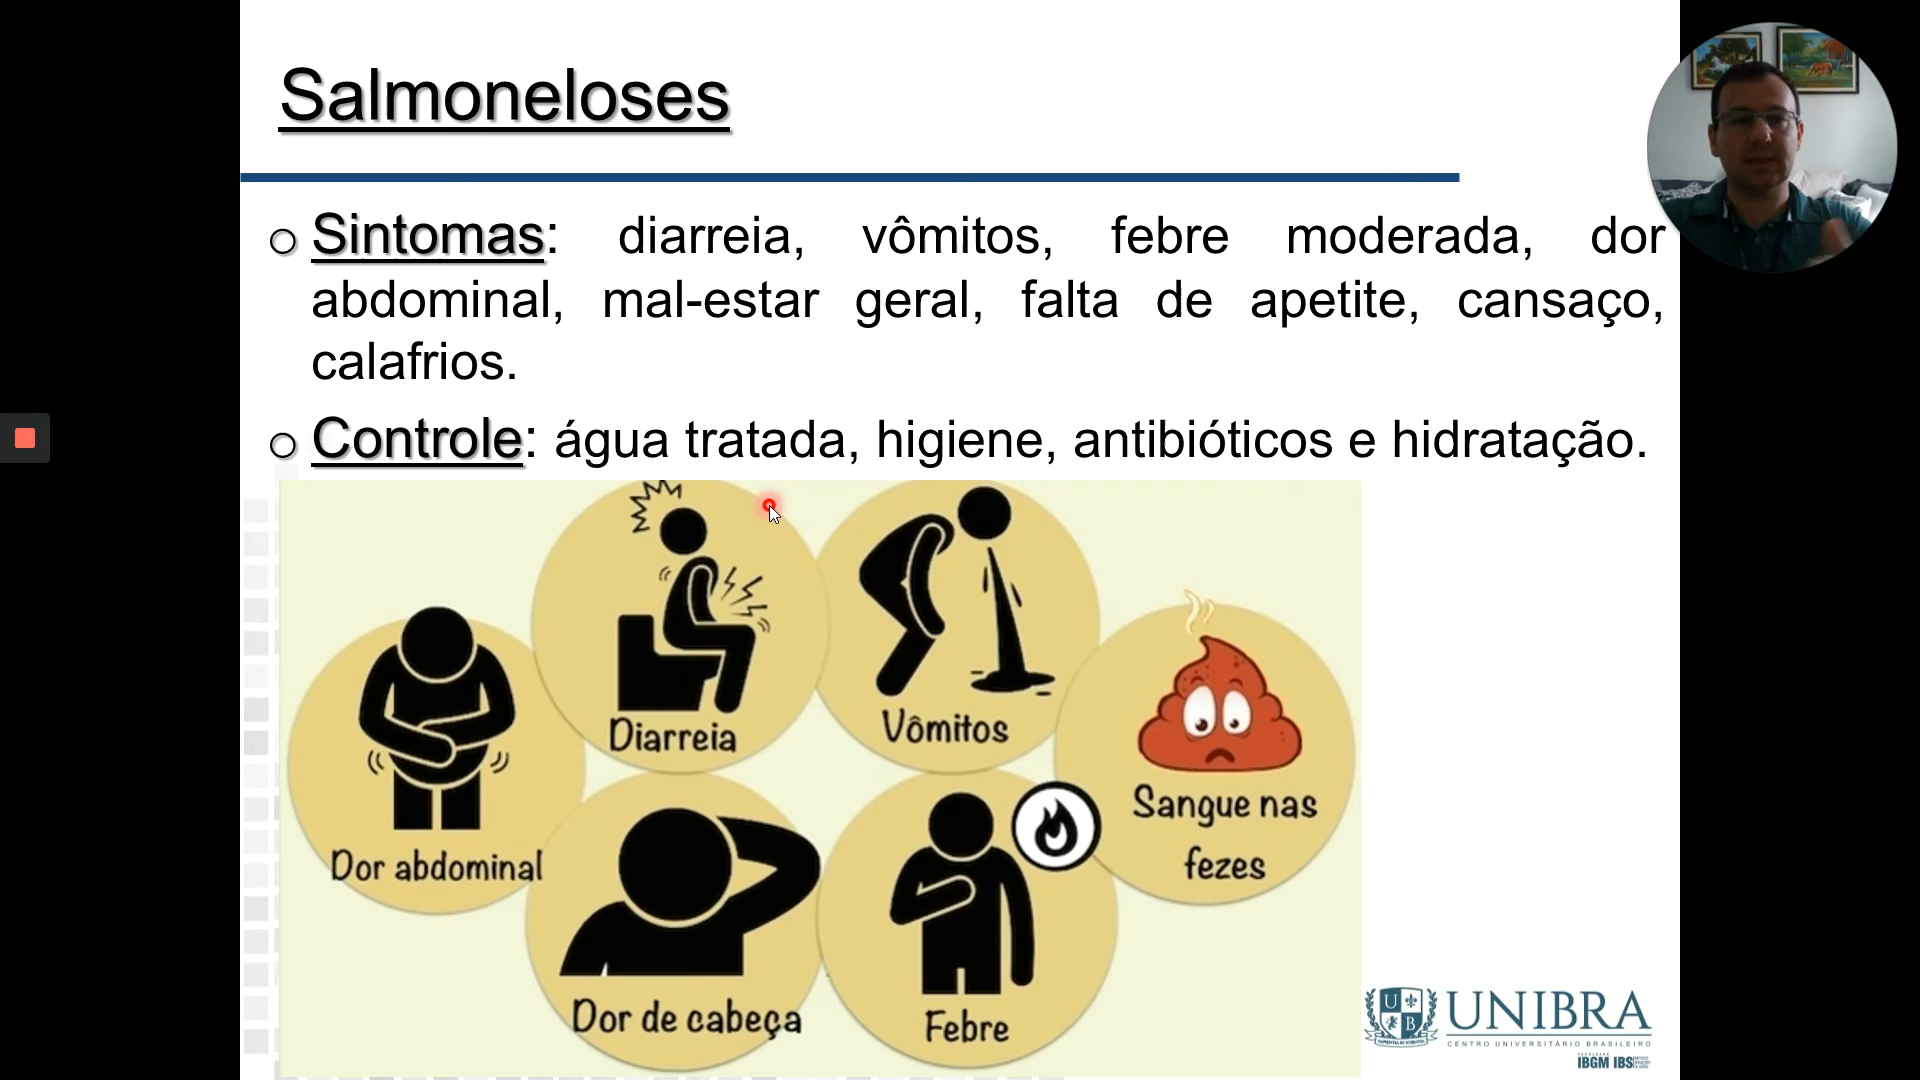 Salmoneloses
o Sintomas: diarreia, vômitos, febre moderada, dor
abdominal, mal-estar geral, falta de apetite, cansaço,
calafrios.
o Controle: água tratada, higiene, antibióticos e hidratação.
Diarreia
Vômitos
Sangue nas
fezes
Dor abdominal
Dor de cabeça
Febre
U
B
UNIBRA
CENTRO UNIVERSITÁRIO BRASILEIRO
IBGM IBS